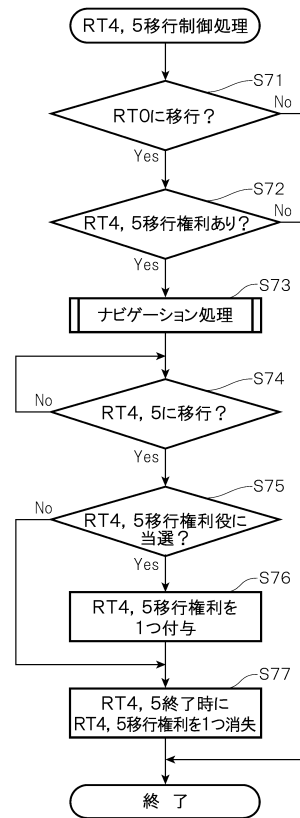 RT4, 5移行制御処理
S71
RT0に移行?
No
Yes
S72
RT4, 5移行権利あり?
No
Yes
S73
ナビゲーション処理
S74
RT4, 5に移行?
No
Yes
S75
RT4, 5移行権利役に
当選?
No
Yes
S76
RT4, 5移行権利を
1つ付与
S77
RT4, 5終了時に
RT4, 5移行権利を1つ消失
終 了